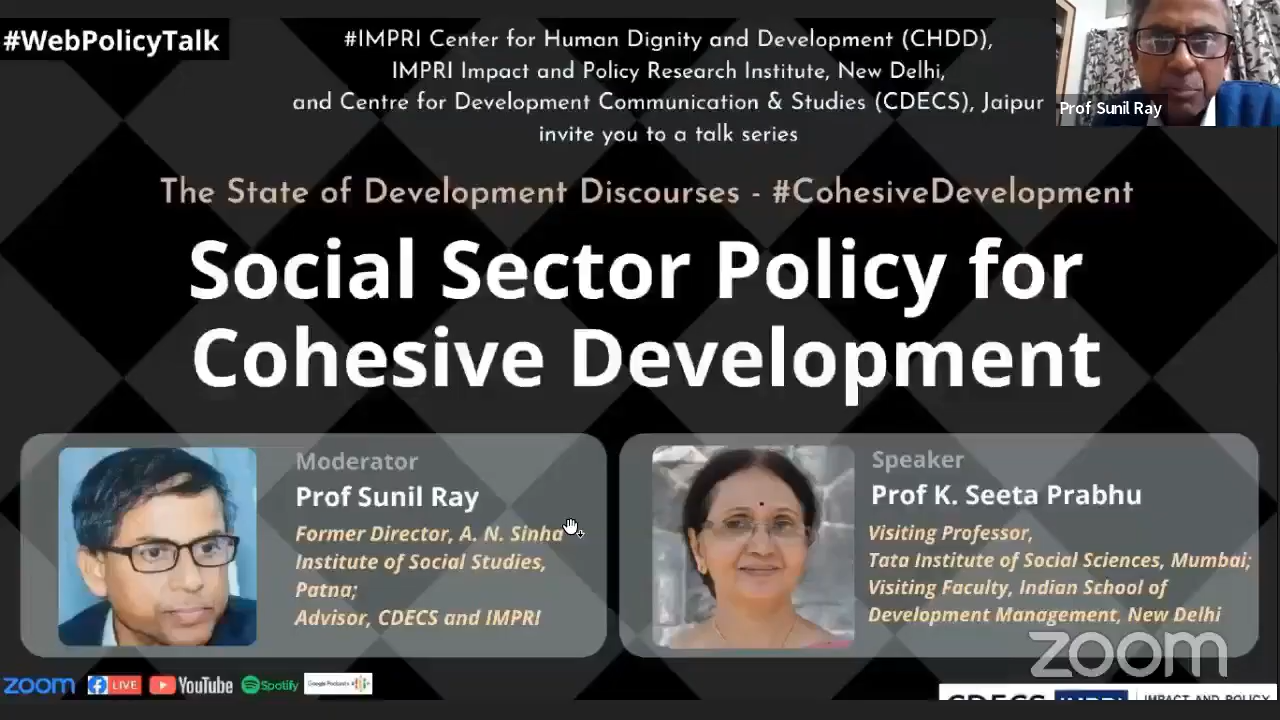 #WebPolicyTalk
#IMPRI Center for Human Dignity and Development (CHDD),
IMPRI Impact and Policy Research Institute, New Delhi,
and Centre for Development Communication & Studies (CDECS), Jaipur
invite you to a talk series
Prof Sunil Ray
The State of Development Discourses - #CohesiveDevelopment
Social Sector Policy for
Cohesive Development
Moderator
Prof Sunil Ray
Former Director, A. N. Sinha
Institute of Social Studies,
Patna;
Advisor, CDECS and IMPRI
Speaker
Prof K. Seeta Prabhu
Visiting Professor,
Tata Institute of Social Sciences, Mumbai;
Visiting Faculty, Indian School of
Development Management, New Delhi
zoom
zoom
LIVE
YouTube
Spotify
Google Podcasts
CDECS
IMPRI
IMPACT AND POLICY